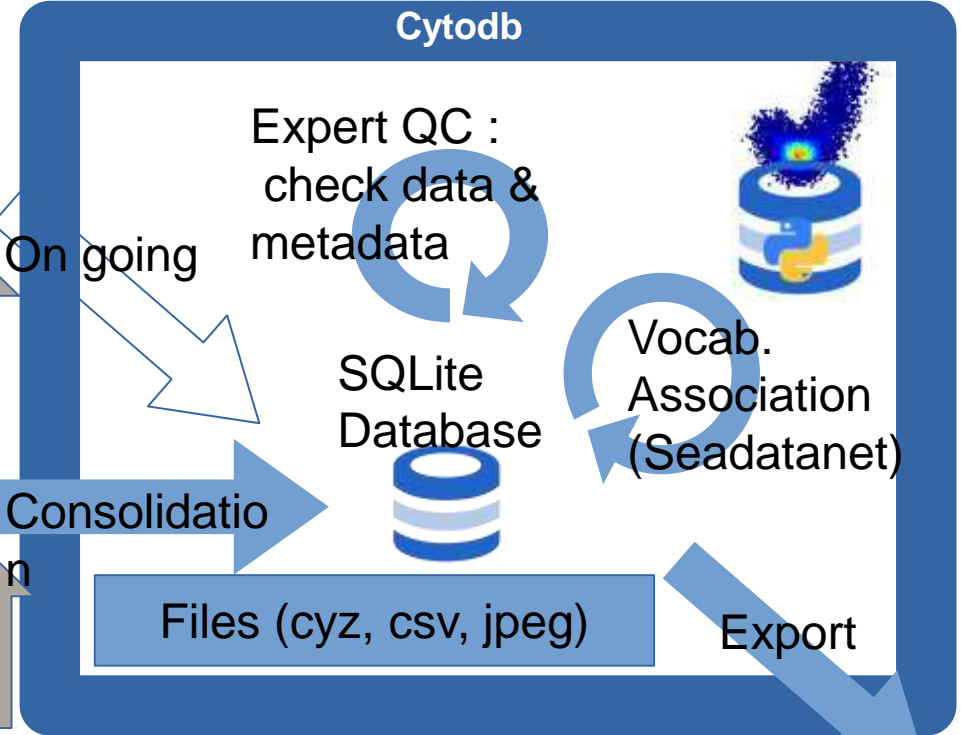 Cytodb
Expert QC :
check data &
metadata
On going
SQLite
Database
Vocab.
Association
(Seadatanet)
Consolidatio
n
Files (cyz, csv, jpeg)
Export